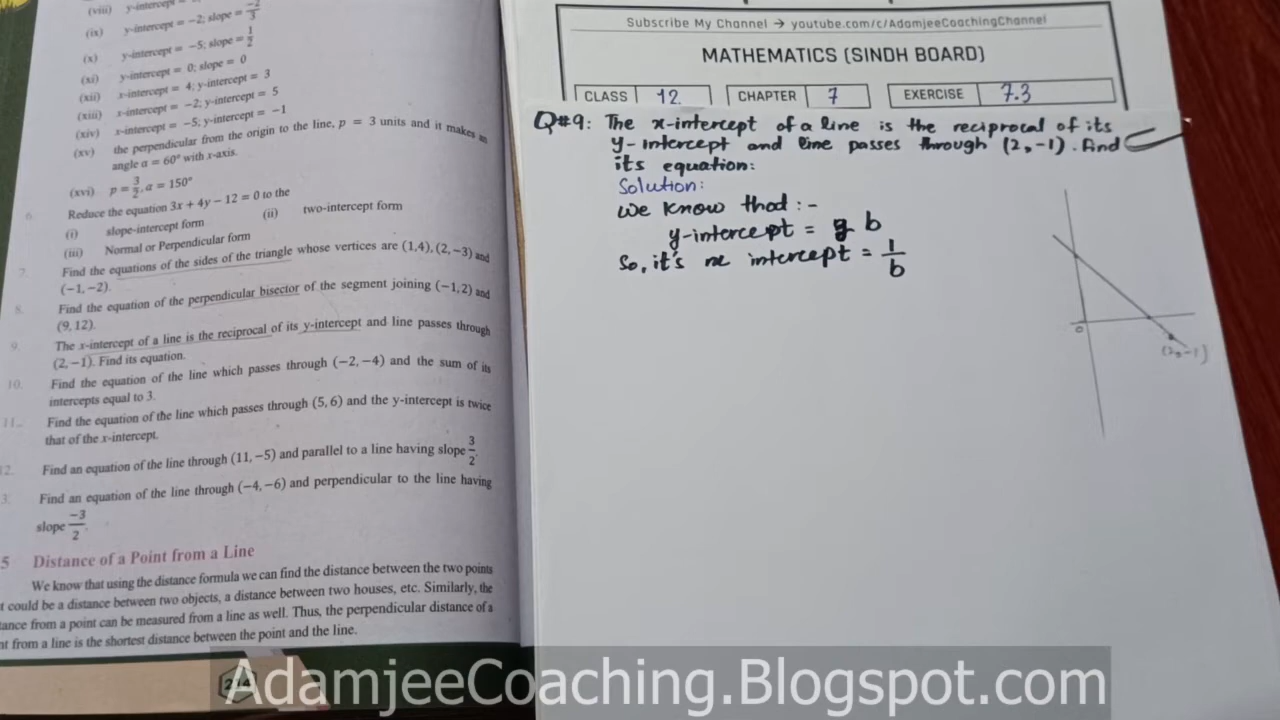 (viii) y-intercept =
(ix) y-intercept = −2; slope = −2/3
(x) y-intercept = −5; slope = 1/2
(xi) y-intercept = 0; slope = 0
(xii) x-intercept = 4; y-intercept = 3
(xiii) x-intercept = −2; y-intercept = 5
(xiv) x-intercept = −5; y-intercept = −1
(xv) the perpendicular from the origin to the line, p = 3 units and it makes an
angle α = 60° with x-axis.
(xvi) p = 3/2, α = 150°
6. Reduce the equation 3x + 4y − 12 = 0 to the
(i) slope-intercept form (ii) two-intercept form
(iii) Normal or Perpendicular form
7. Find the equations of the sides of the triangle whose vertices are (1,4), (2,−3) and
(−1,−2).
8. Find the equation of the perpendicular bisector of the segment joining (−1,2) and
(9,12).
9. The x-intercept of a line is the reciprocal of its y-intercept and line passes through
(2,−1). Find its equation.
10. Find the equation of the line which passes through (−2,−4) and the sum of its
intercepts equal to 3.
11. Find the equation of the line which passes through (5,6) and the y-intercept is twice
that of the x-intercept.
2. Find an equation of the line through (11,−5) and parallel to a line having slope 3/2.
3. Find an equation of the line through (−4,−6) and perpendicular to the line having
slope −3/2.
5 Distance of a Point from a Line
We know that using the distance formula we can find the distance between the two points
t could be a distance between two objects, a distance between two houses, etc. Similarly, the
tance from a point can be measured from a line as well. Thus, the perpendicular distance of a
nt from a line is the shortest distance between the point and the line.
Subscribe My Channel → youtube.com/c/AdamjeeCoachingChannel
MATHEMATICS (SINDH BOARD)
CLASS 12 CHAPTER 7 EXERCISE 7.3
Q#9: The x-intercept of a line is the reciprocal of its
y-intercept and line passes through (2,-1). Find
its equation:
Solution:
We know that :-
y-intercept = b
So, it's x intercept = 1/b
0
(2,-1)
AdamjeeCoaching.Blogspot.com